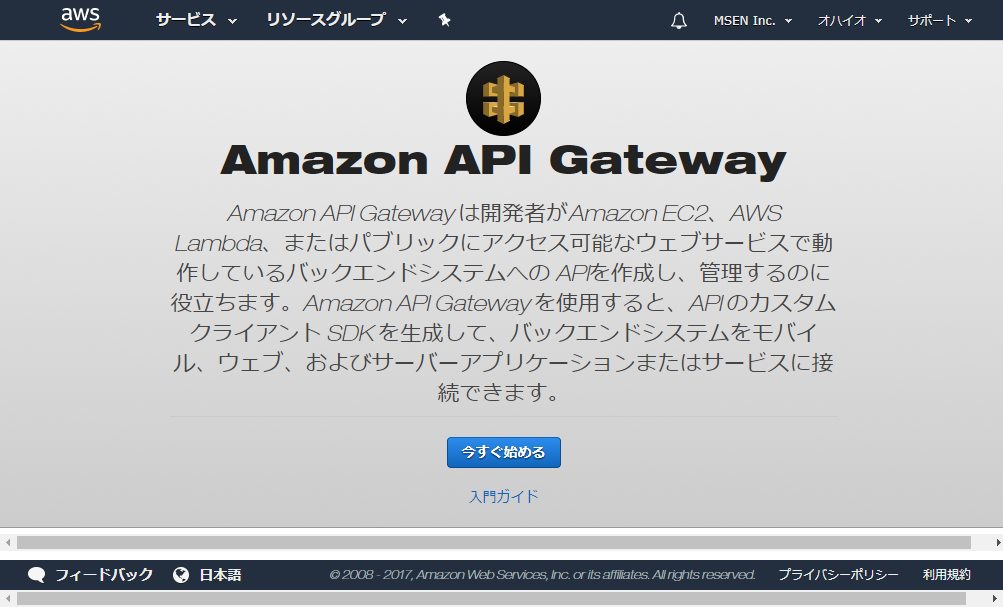 aws サービス リソースグループ MSEN Inc. オハイオ サポート
Amazon API Gateway
Amazon API Gateway は開発者がAmazon EC2、AWS
Lambda、またはパブリックにアクセス可能なウェブサービスで動
作しているバックエンドシステムへの APIを作成し、管理するのに
役立ちます。Amazon API Gateway を使用すると、API のカスタム
クライアント SDK を生成して、バックエンドシステムをモバイ
ル、ウェブ、およびサーバーアプリケーションまたはサービスに接
続できます。
今すぐ始める
入門ガイド
フィードバック 日本語 © 2008 - 2017, Amazon Web Services, Inc. or its affiliates. All rights reserved. プライバシーポリシー 利用規約